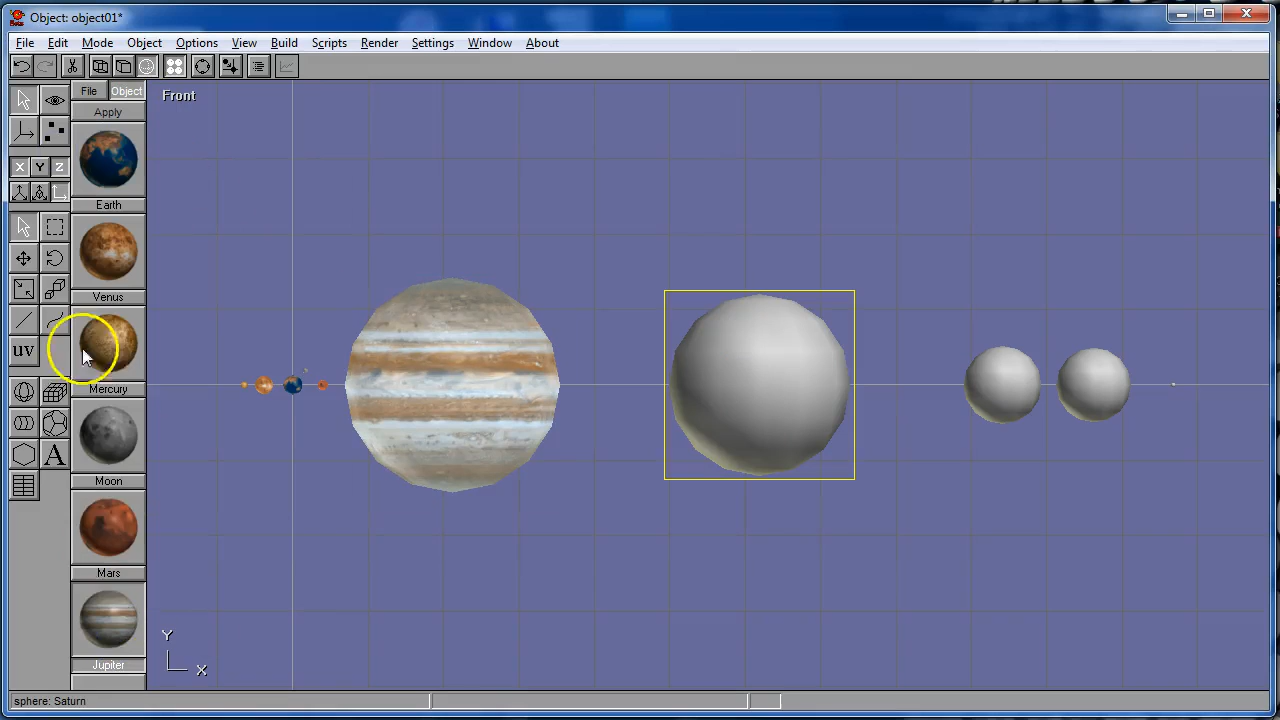 Object: object01*
File Edit Mode Object Options View Build Scripts Render Settings Window About
File Object
Apply
Front
X Y Z
Earth
Venus
uv
Mercury
A
Moon
Mars
Jupiter
Y
X
sphere: Saturn